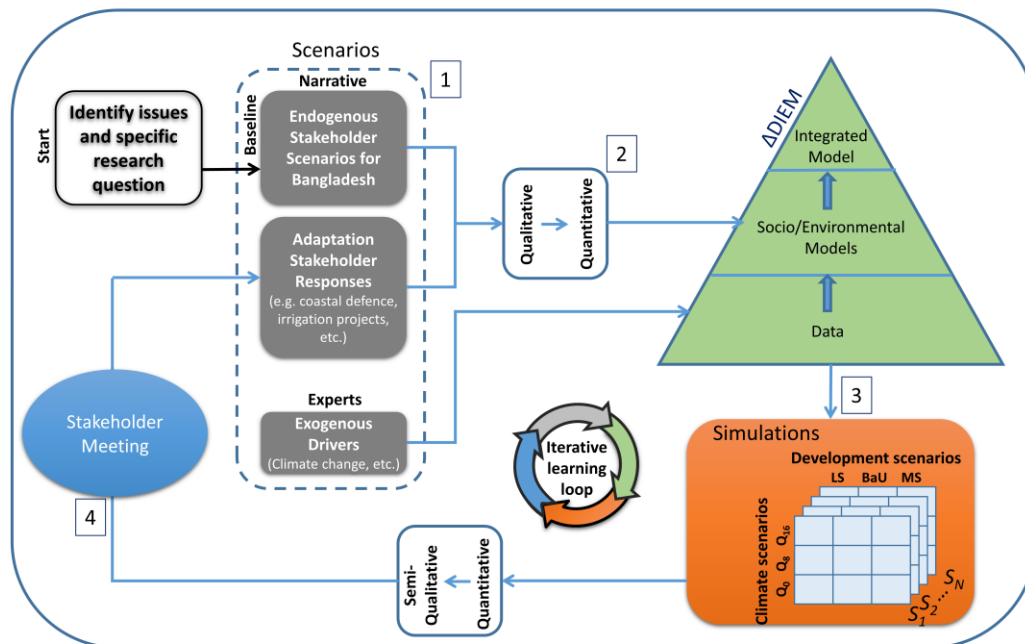 Scenarios
1
Narrative
Start
Identify issues
and specific
research
question
Baseline
Endogenous
Stakeholder
Scenarios for
Bangladesh
Adaptation
Stakeholder
Responses
(e.g. coastal defence,
irrigation projects,
etc.)
Experts
Exogenous
Drivers
(Climate change, etc.)
2
Qualitative
Quantitative
ΔDIEM
Integrated
Model
Socio/Environmental
Models
Data
3
Simulations
Development scenarios
LS BaU MS
Climate scenarios
Q0 Q8 Q16
S1 S2 ... SN
Iterative
learning
loop
Quantitative
Semi-
Qualitative
4
Stakeholder
Meeting